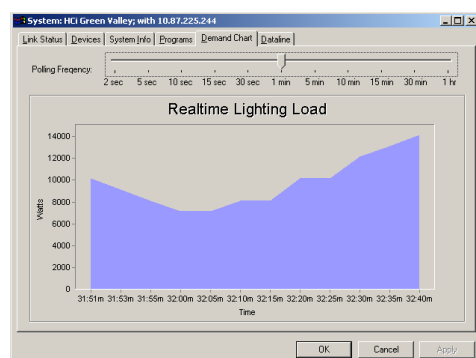 System: HCi Green Valley; with 10.87.225.244
Link Status Devices System Info Programs Demand Chart Dataline
Polling Freqency:
2 sec 5 sec 10 sec 15 sec 30 sec 1 min 5 min 10 min 15 min 30 min 1 hr
Realtime Lighting Load
14000
12000
10000
8000
6000
4000
2000
0
Watts
31:51m 31:53m 31:55m 32:00m 32:05m 32:10m 32:15m 32:20m 32:25m 32:30m 32:35m 32:40m
Time
OK Cancel Apply